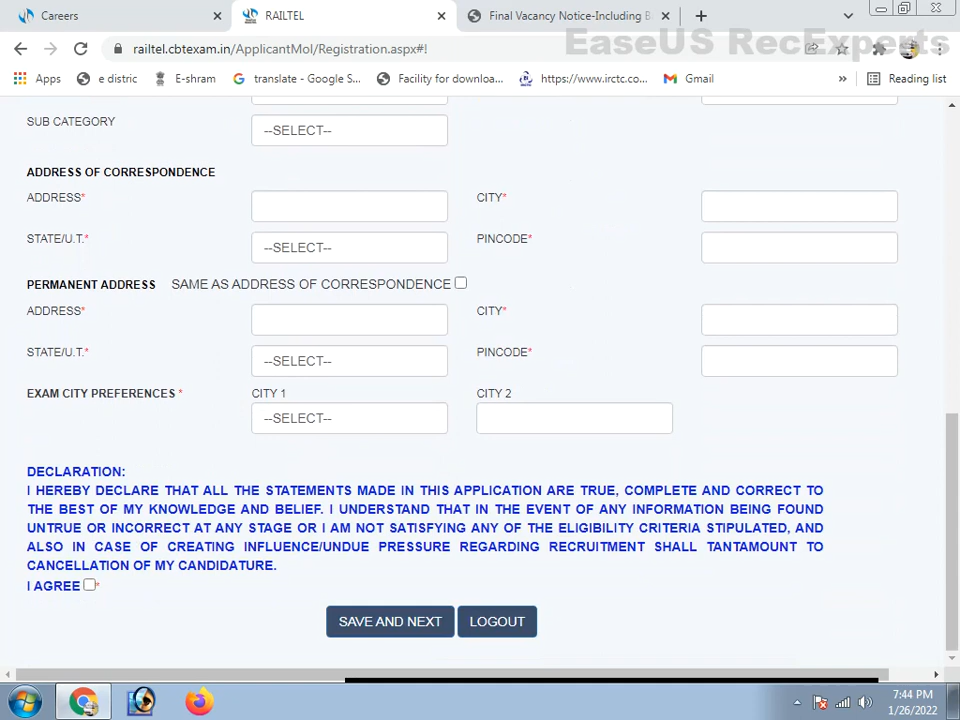 Careers
RAILTEL
Final Vacancy Notice-Including B
railtel.cbtexam.in/ApplicantMol/Registration.aspx#!
EaseUS RecExperts
Apps
e distric
E-shram
translate - Google S...
Facility for downloa...
https://www.irctc.co...
Gmail
»
Reading list
SUB CATEGORY
--SELECT--
ADDRESS OF CORRESPONDENCE
ADDRESS*
CITY*
STATE/U.T.*
--SELECT--
PINCODE*
PERMANENT ADDRESS SAME AS ADDRESS OF CORRESPONDENCE
ADDRESS*
CITY*
STATE/U.T.*
--SELECT--
PINCODE*
EXAM CITY PREFERENCES *
CITY 1
CITY 2
--SELECT--
DECLARATION:
I HEREBY DECLARE THAT ALL THE STATEMENTS MADE IN THIS APPLICATION ARE TRUE, COMPLETE AND CORRECT TO
THE BEST OF MY KNOWLEDGE AND BELIEF. I UNDERSTAND THAT IN THE EVENT OF ANY INFORMATION BEING FOUND
UNTRUE OR INCORRECT AT ANY STAGE OR I AM NOT SATISFYING ANY OF THE ELIGIBILITY CRITERIA STIPULATED, AND
ALSO IN CASE OF CREATING INFLUENCE/UNDUE PRESSURE REGARDING RECRUITMENT SHALL TANTAMOUNT TO
CANCELLATION OF MY CANDIDATURE.
I AGREE *
SAVE AND NEXT
LOGOUT
7:44 PM
1/26/2022